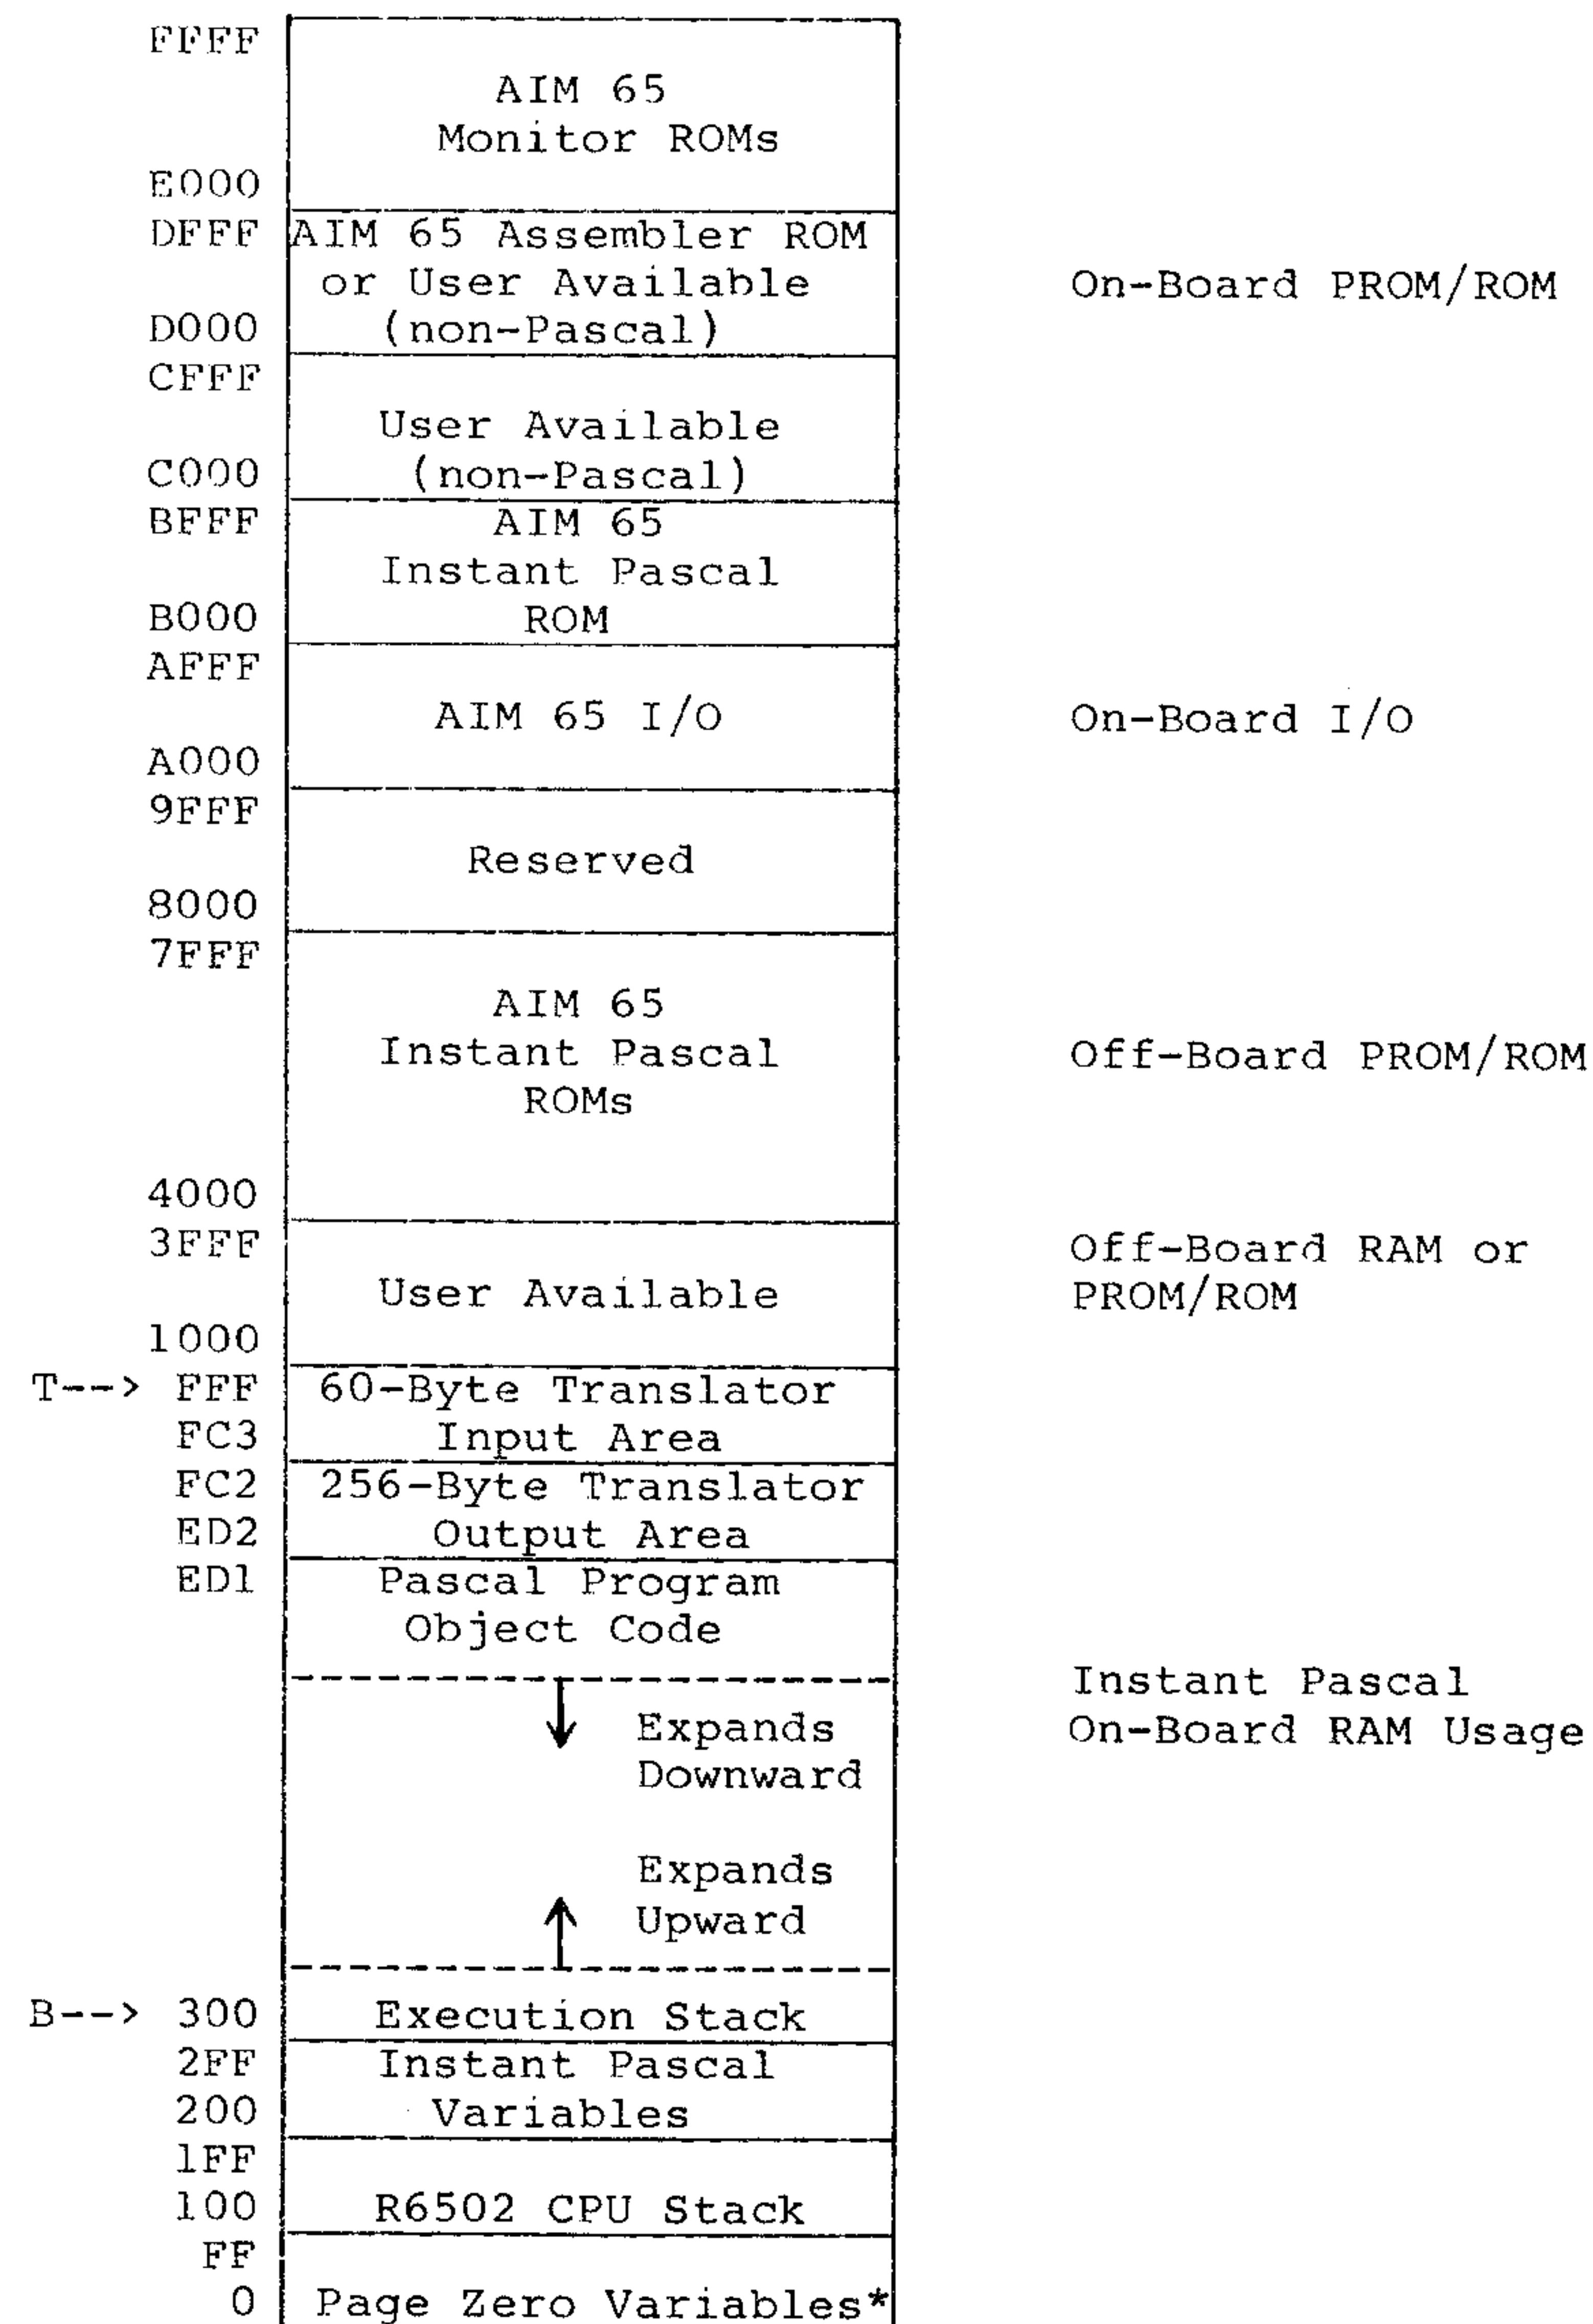 FFFF
AIM 65
Monitor ROMs
E000
DFFF AIM 65 Assembler ROM
or User Available On-Board PROM/ROM
D000 (non-Pascal)
CFFF
User Available
C000 (non-Pascal)
BFFF AIM 65
Instant Pascal
B000 ROM
AFFF
AIM 65 I/O On-Board I/O
A000
9FFF
Reserved
8000
7FFF
AIM 65
Instant Pascal Off-Board PROM/ROM
ROMs
4000
3FFF Off-Board RAM or
User Available PROM/ROM
1000
T--> FFF 60-Byte Translator
FC3 Input Area
FC2 256-Byte Translator
ED2 Output Area
ED1 Pascal Program
Object Code
Instant Pascal
Expands On-Board RAM Usage
Downward
Expands
Upward
B--> 300 Execution Stack
2FF Instant Pascal
200 Variables
1FF
100 R6502 CPU Stack
FF
0 Page Zero Variables*